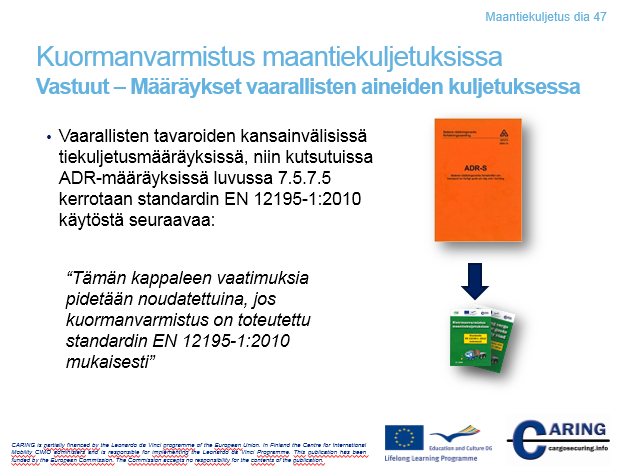 Maantiekuljetus dia 47
Kuormanvarmistus maantiekuljetuksissa
Vastuut – Määräykset vaarallisten aineiden kuljetuksessa
• Vaarallisten tavaroiden kansainvälisissä
tiekuljetusmääräyksissä, niin kutsutuissa
ADR-määräyksissä luvussa 7.5.7.5
kerrotaan standardin EN 12195-1:2010
käytöstä seuraavaa:
“Tämän kappaleen vaatimuksia
pidetään noudatettuina, jos
kuormanvarmistus on toteutettu
standardin EN 12195-1:2010
mukaisesti”
ADR-S
Kuormanvarmistus
maantiekuljetuksissa
CARING is partially financed by the Leonardo da Vinci programme of the European Union. In Finland the Centre for International
Mobility CIMO administers and is responsible for implementing the Leonardo da Vinci Programme. This publication has been
funded by the European Commission. The Commission accepts no responsibility for the contents of the publication.
Education and Culture DG
Lifelong Learning Programme
CARING
cargosecuring.info